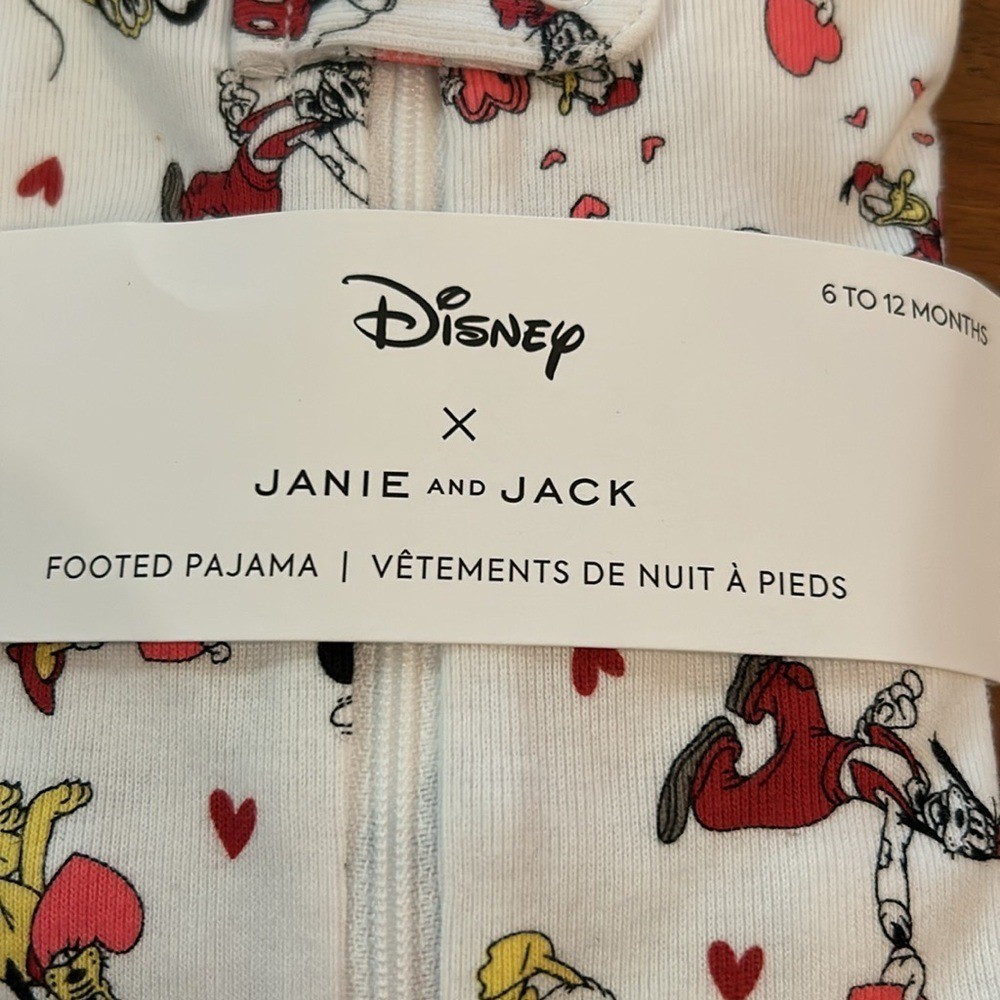 DISNEY
6 TO 12 MONTHS
×
JANIE AND JACK
FOOTED PAJAMA | VÊTEMENTS DE NUIT À PIEDS